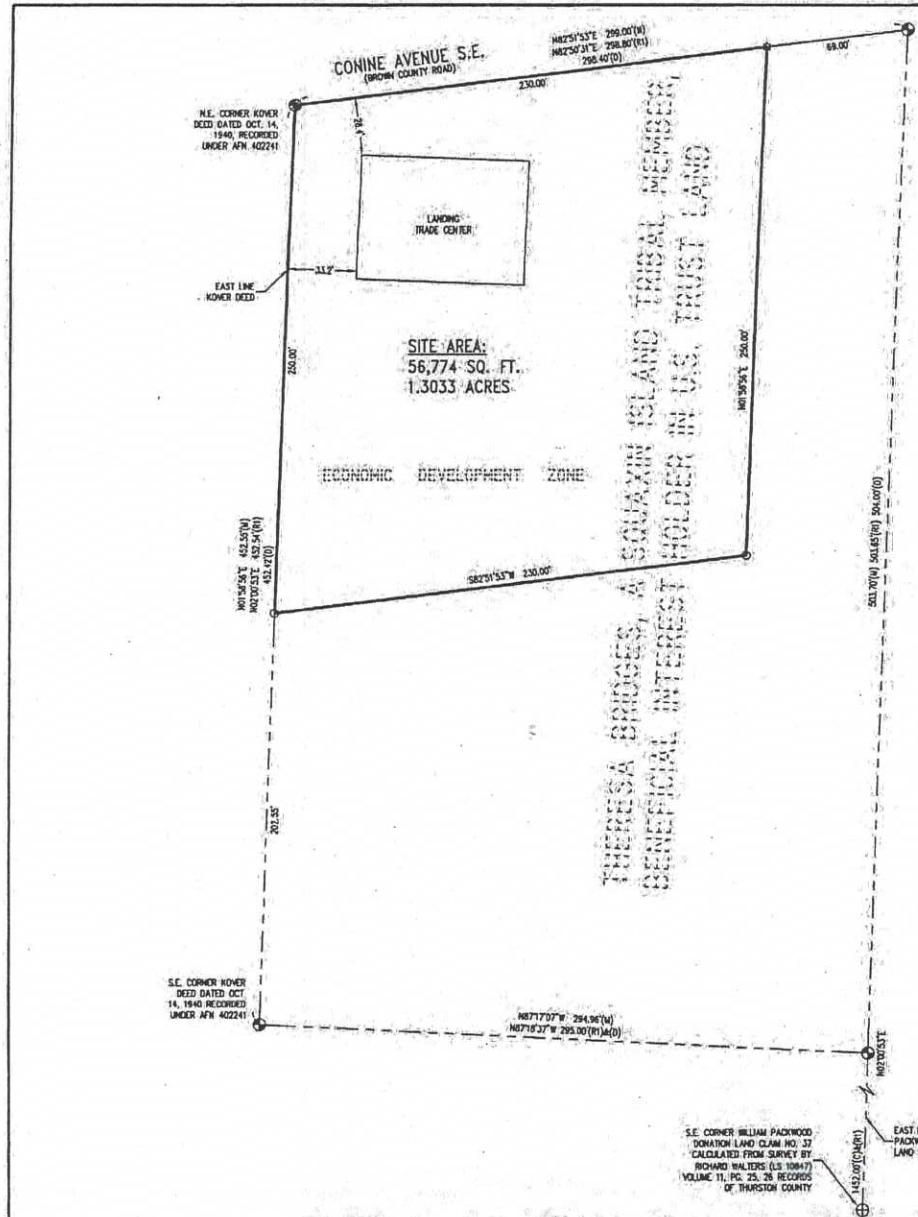 CONINE AVENUE S.E.
(BROWN COUNTY ROAD)
N82°51'53"E 299.00'(M)
N82°50'31"E 298.80'(R1)
298.40'(D)
69.00'
230.00'
N.E. CORNER KOVER
DEED DATED OCT. 14,
1940, RECORDED
UNDER AFN 402241
LANDING
TRADE CENTER
33.2'
EAST LINE
KOVER DEED
250.00'
SITE AREA:
56,774 SQ. FT.
1.3033 ACRES
N01°58'56"E 250.00'
ECONOMIC DEVELOPMENT ZONE
THERESA BRIDGES, A SQUAXIN ISLAND TRIBAL MEMBER,
BENEFICIAL INTEREST HOLDER IN U.S. TRUST LAND
N01°58'56"E 452.55'(M)
N02°00'53"E 452.54'(R1)
452.42'(D)
S82°51'53"W 230.00'
503.70'(M) 503.65'(R1) 504.00'(D)
202.55'
S.E. CORNER KOVER
DEED DATED OCT
14, 1940 RECORDED
UNDER AFN 402241
N87°17'07"W 294.96'(M)
N87°18'37"W 295.00'(R1)&(D)
N02°00'53"E
S.E. CORNER WILLIAM PACKWOOD
DONATION LAND CLAIM NO. 37
CALCULATED FROM SURVEY BY
RICHARD WALTERS (LS 10847)
VOLUME 11, PG. 25, 26 RECORDS
OF THURSTON COUNTY
1452.00'(C)&(R1)
EAST
PACKW
LAND